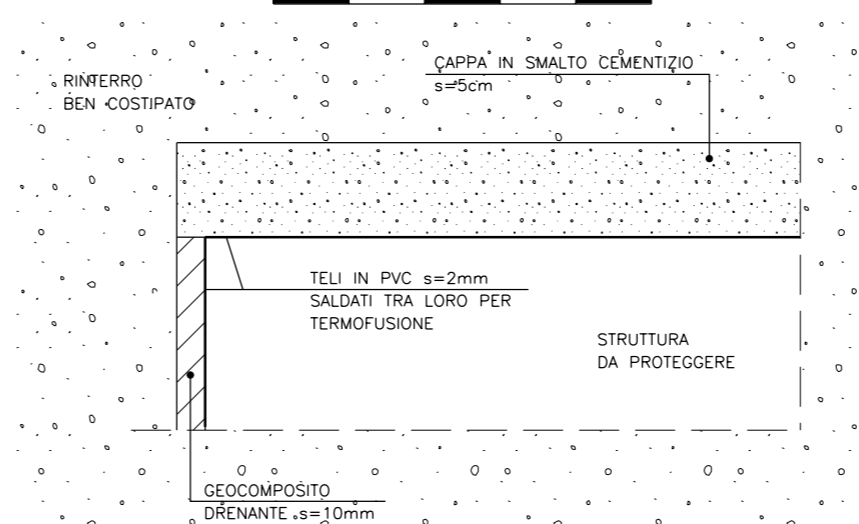 CAPPA IN SMALTO CEMENTIZIO
s=5cm
RINTERRO
BEN COSTIPATO
TELI IN PVC s=2mm
SALDATI TRA LORO PER
TERMOFUSIONE
STRUTTURA
DA PROTEGGERE
GEOCOMPOSITO
DRENANTE s=10mm